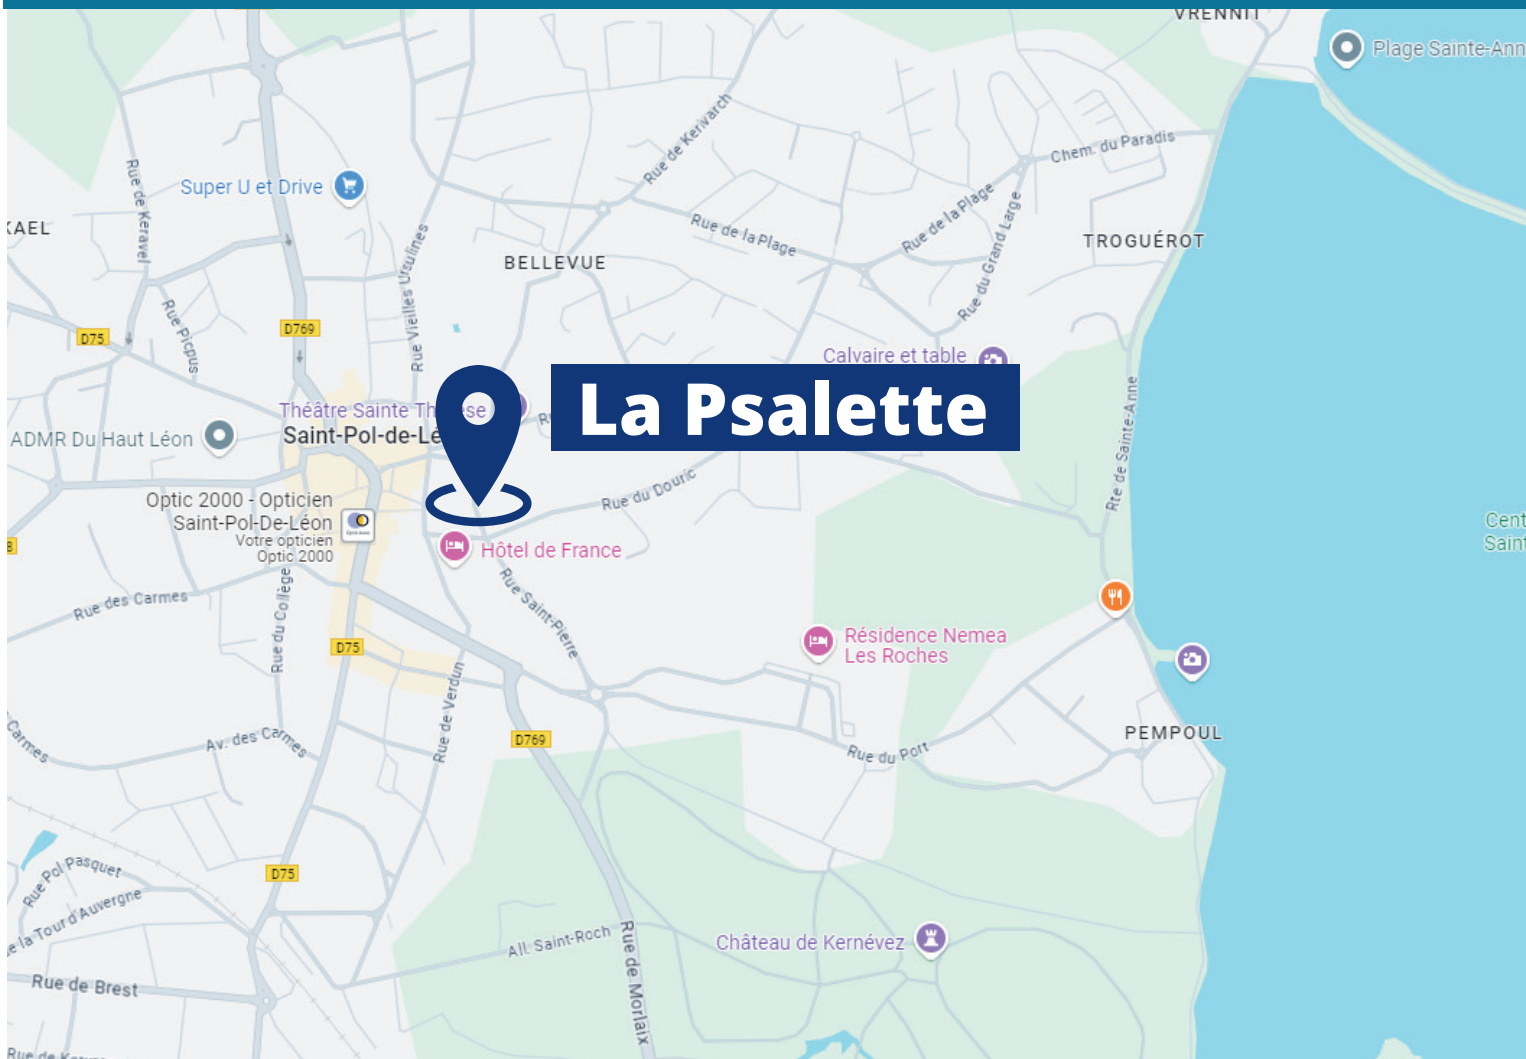 VRENNIT
Plage Sainte-Ann
Rue de Kerivarch
Chem. du Paradis
Rue de Keravel
Super U et Drive
Rue de la Plage
Rue de la Plage
Rue du Grand Large
KAEL
TROGUÉROT
BELLEVUE
Rue Vieilles Ursulines
Rue Picpus
D769
D75
Calvaire et table
La Psalette
Théâtre Sainte Th
se
Saint-Pol-de-Lé
ADMR Du Haut Léon
Rte de Sainte-Anne
Rue du Douric
Optic 2000 - Opticien
Saint-Pol-De-Léon
Votre opticien
Optic 2000
Cent
Saint
8
Hôtel de France
Rue des Carmes
Rue du Collège
Rue Saint-Pierre
D75
Résidence Nemea
Les Roches
Rue de Verdun
Carmes
Av. des Carmes
D769
Rue du Port
PEMPOUL
Rue Pol Pasquet
D75
e la Tour d'Auvergne
All. Saint-Roch
Rue de Morlaix
Château de Kernévez
Rue de Brest